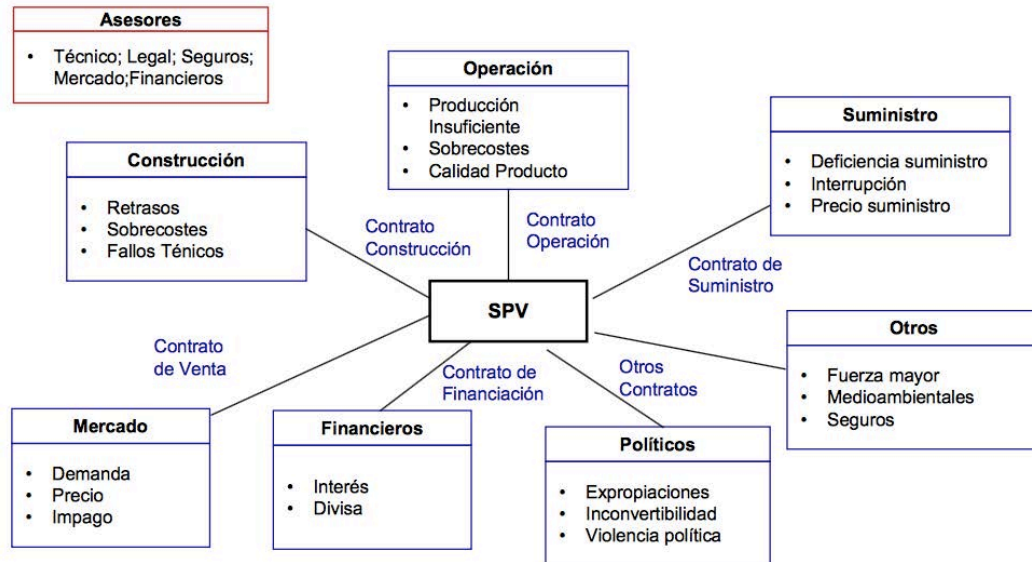 Asesores
• Técnico; Legal; Seguros;
Mercado;Financieros
Operación
• Producción
Insuficiente
• Sobrecostes
• Calidad Producto
Suministro
• Deficiencia suministro
• Interrupción
• Precio suministro
Construcción
• Retrasos
• Sobrecostes
• Fallos Ténicos
Contrato
Construcción
Contrato
Operación
Contrato de
Suministro
SPV
Otros
• Fuerza mayor
• Medioambientales
• Seguros
Contrato
de Venta
Contrato de
Financiación
Otros
Contratos
Mercado
• Demanda
• Precio
• Impago
Financieros
• Interés
• Divisa
Políticos
• Expropiaciones
• Inconvertibilidad
• Violencia política